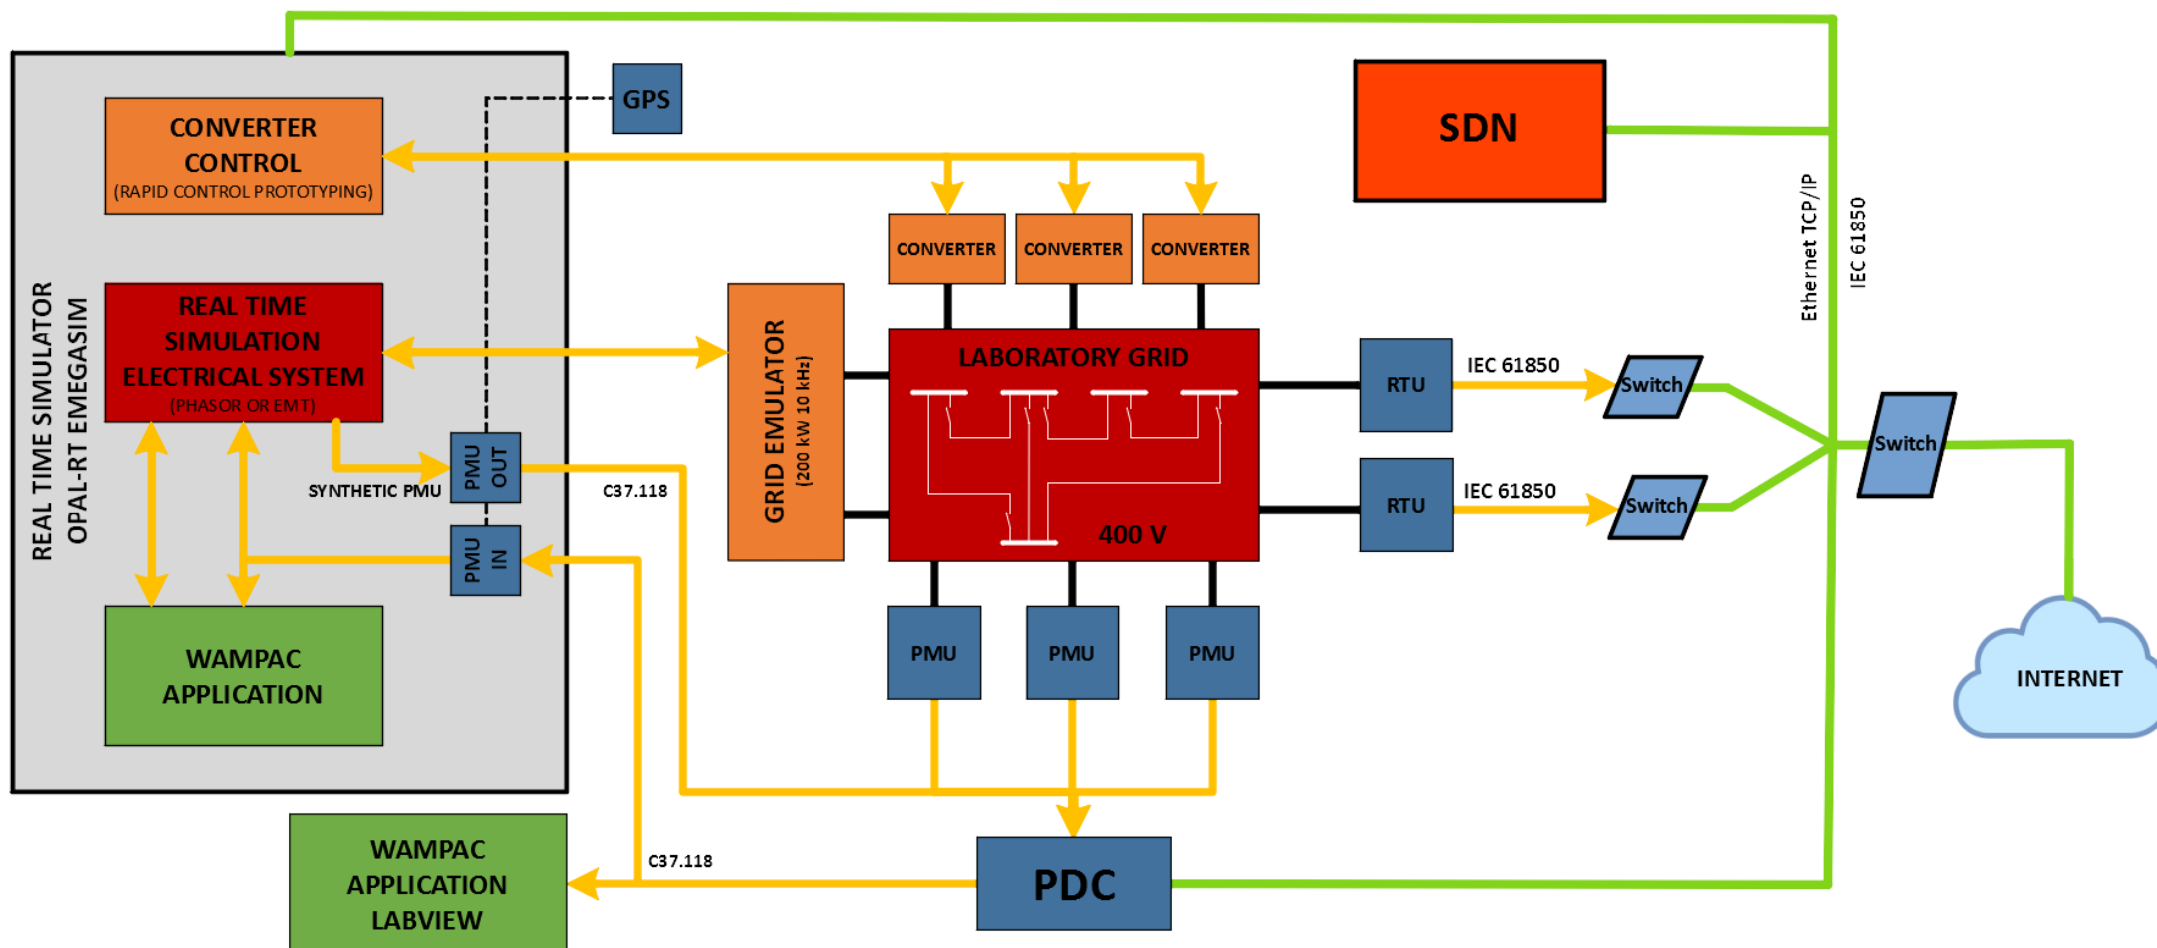 REAL TIME SIMULATOR
OPAL-RT EMEGASIM
CONVERTER
CONTROL
(RAPID CONTROL PROTOTYPING)
GPS
REAL TIME
SIMULATION
ELECTRICAL SYSTEM
(PHASOR OR EMT)
SYNTHETIC PMU
PMU
OUT
PMU
IN
WAMPAC
APPLICATION
C37.118
WAMPAC
APPLICATION
LABVIEW
C37.118
GRID EMULATOR
(200 kW 10 kHz)
CONVERTER
CONVERTER
CONVERTER
LABORATORY GRID
400 V
PMU
PMU
PMU
PDC
SDN
RTU
IEC 61850
Switch
RTU
IEC 61850
Switch
Ethernet TCP/IP
IEC 61850
Switch
INTERNET